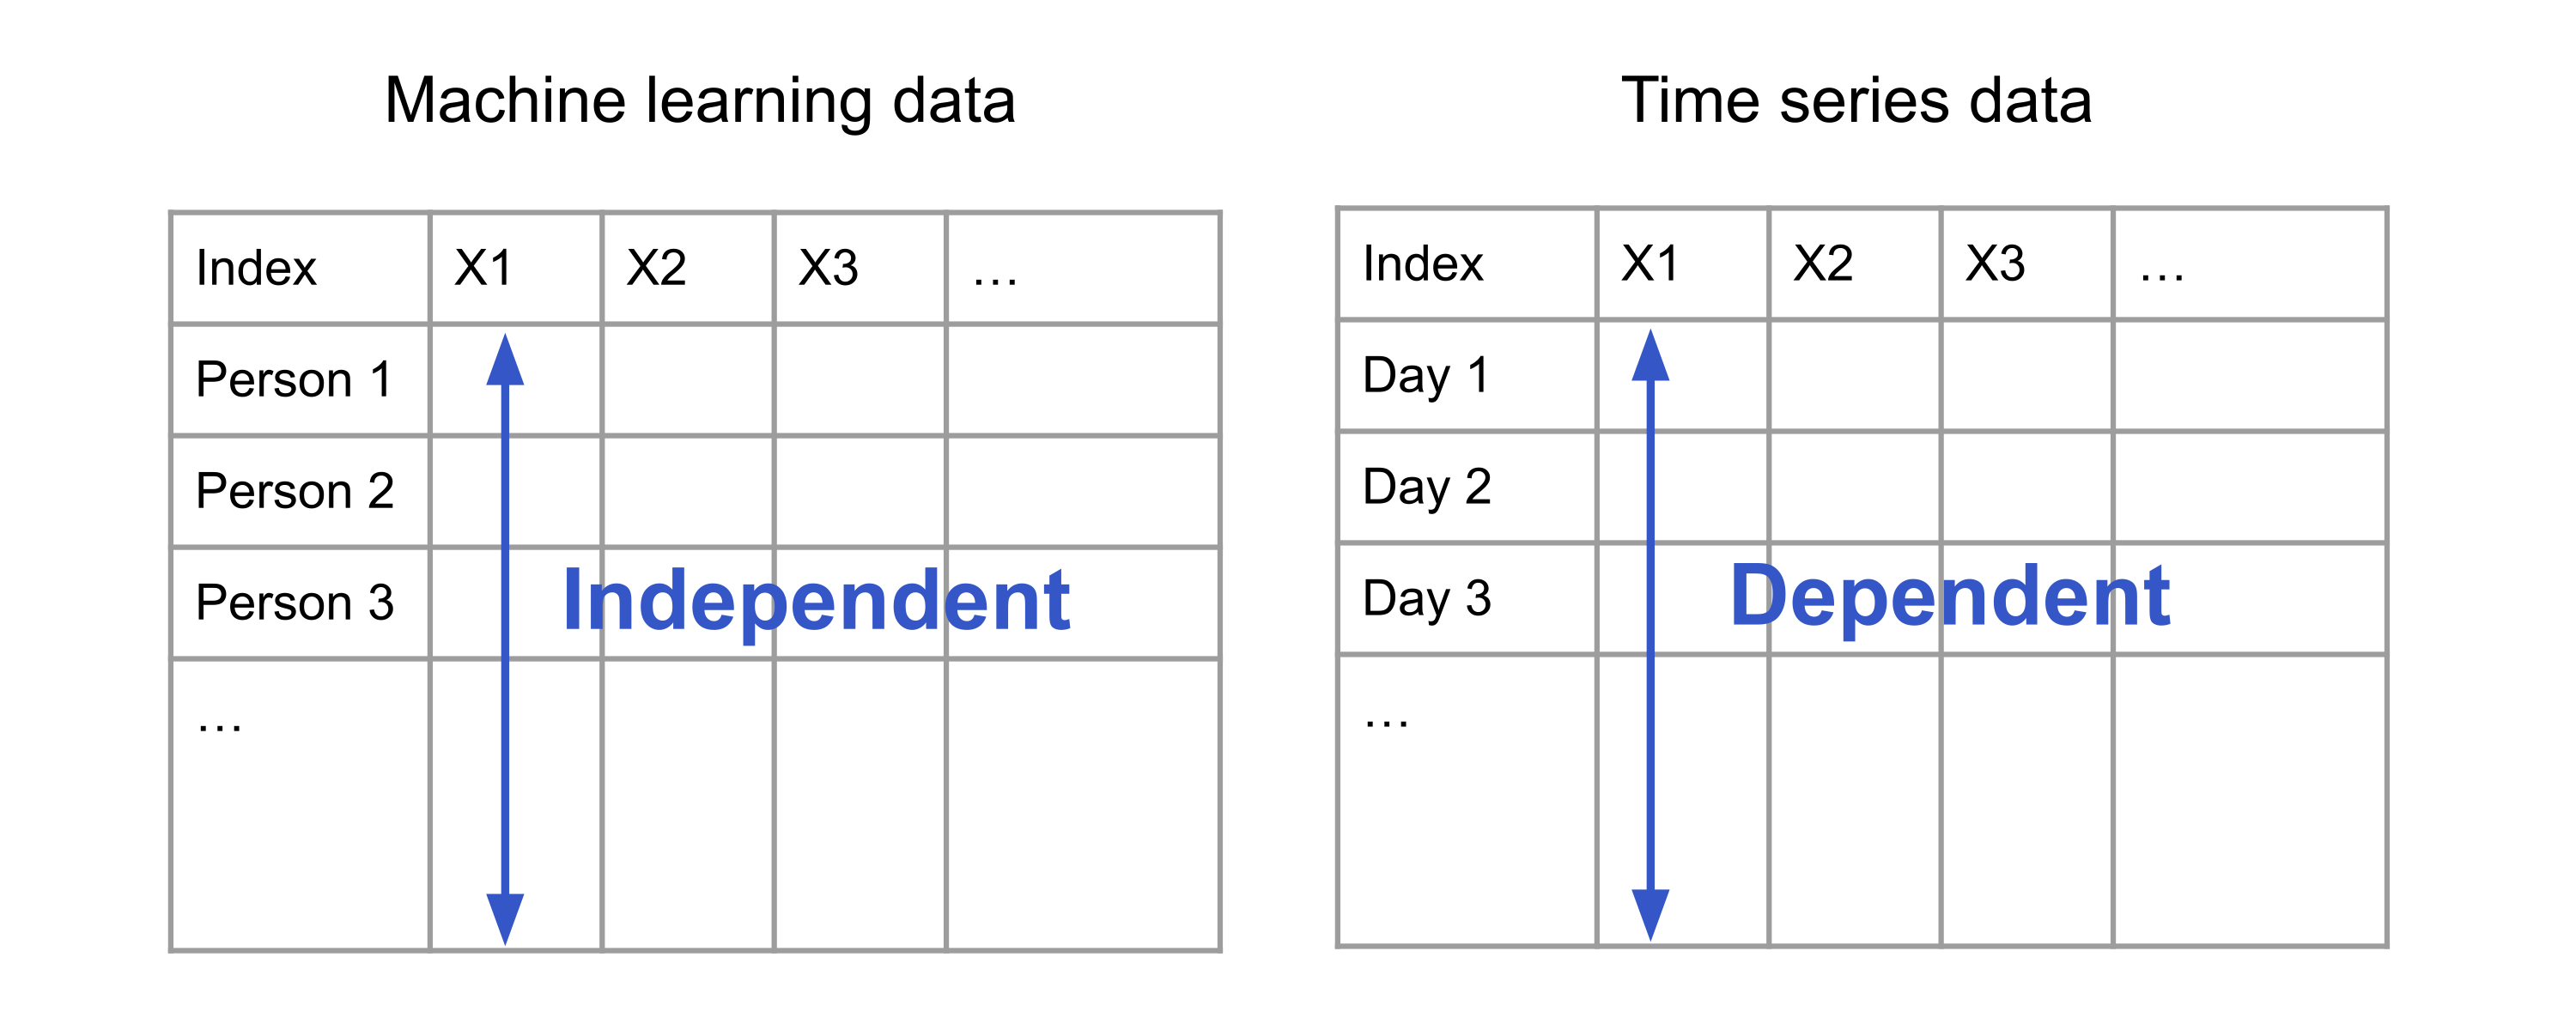 Machine learning data
Index X1 X2 X3 …
Person 1
Person 2
Person 3
Independent
…
Time series data
Index X1 X2 X3 …
Day 1
Day 2
Day 3
Dependent
…